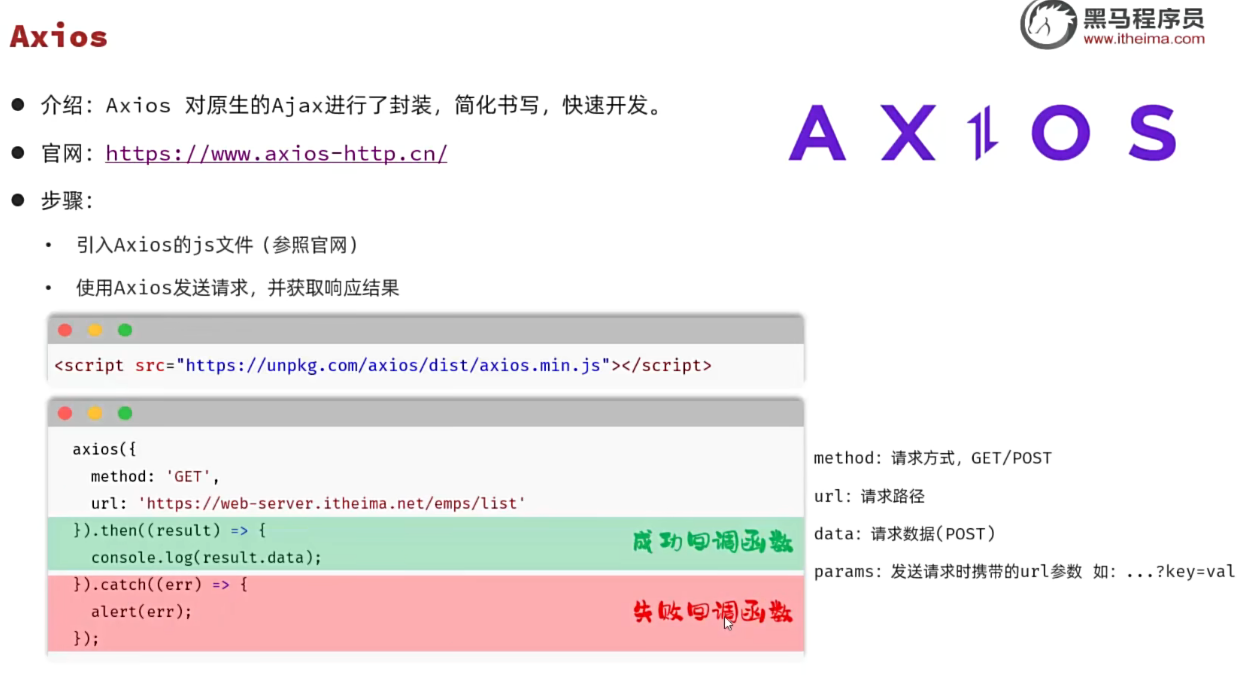 Axios
黑马程序员
www.itheima.com
● 介绍：Axios 对原生的Ajax进行了封装，简化书写，快速开发。
AXIOS
● 官网：https://www.axios-http.cn/
● 步骤：
• 引入Axios的js文件（参照官网）
• 使用Axios发送请求，并获取响应结果
<script src="https://unpkg.com/axios/dist/axios.min.js"></script>
axios({
method: 'GET',
url: 'https://web-server.itheima.net/emps/list'
}).then((result) => {
console.log(result.data);
成功回调函数
}).catch((err) => {
alert(err);
失败回调函数
});
method：请求方式，GET/POST
url：请求路径
data：请求数据(POST)
params：发送请求时携带的url参数 如：...?key=val